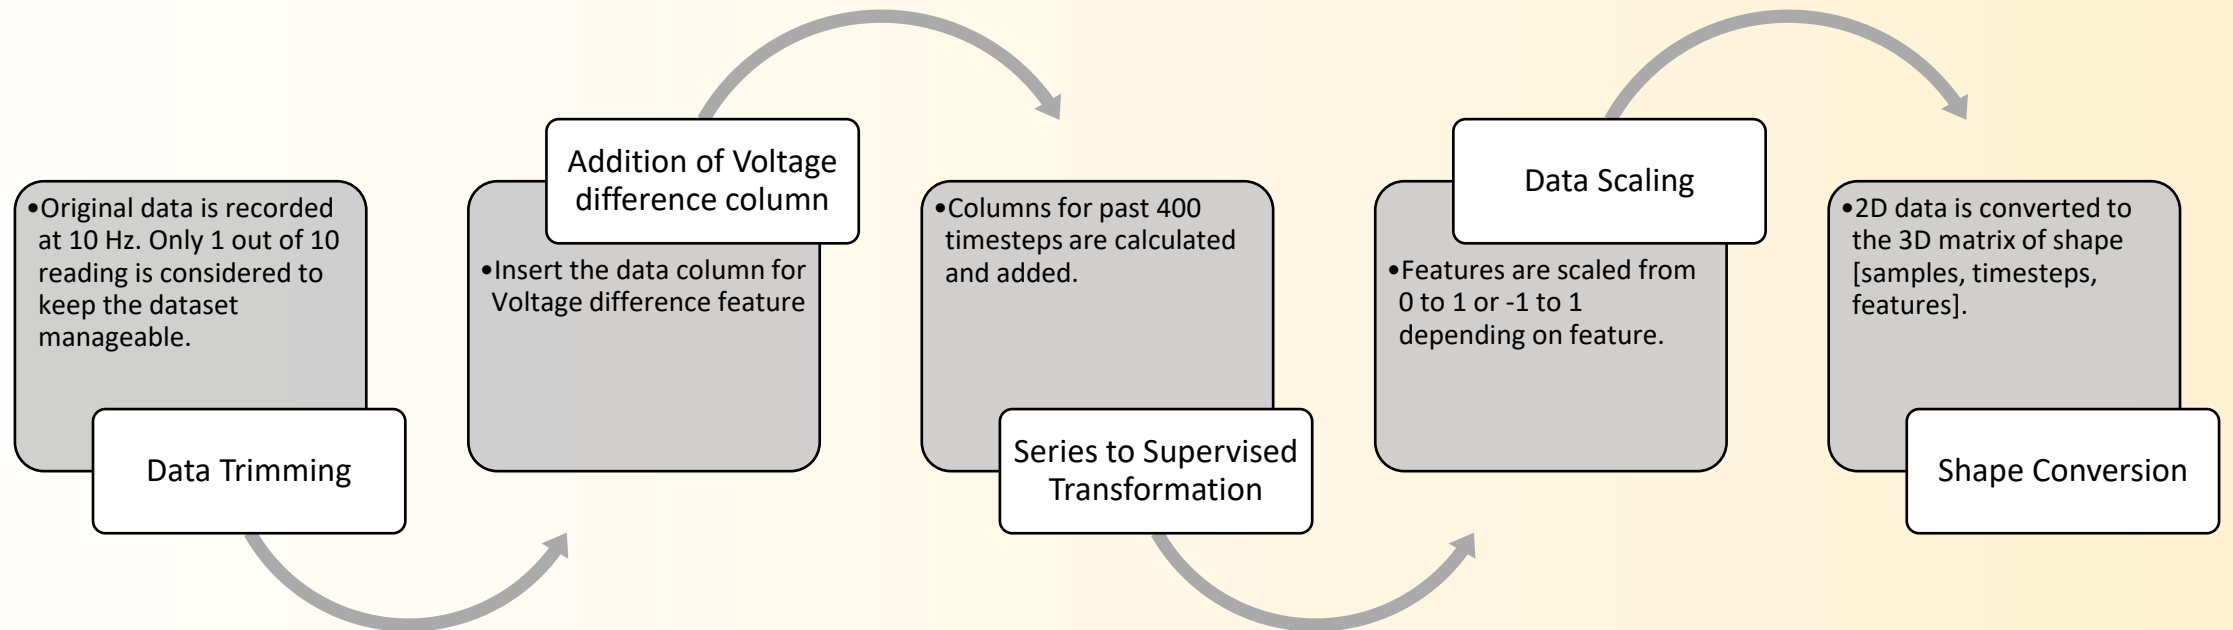 •Original data is recorded
at 10 Hz. Only 1 out of 10
reading is considered to
keep the dataset
manageable.
Data Trimming
Addition of Voltage
difference column
•Insert the data column for
Voltage difference feature
•Columns for past 400
timesteps are calculated
and added.
Series to Supervised
Transformation
Data Scaling
•Features are scaled from
0 to 1 or -1 to 1
depending on feature.
•2D data is converted to
the 3D matrix of shape
[samples, timesteps,
features].
Shape Conversion